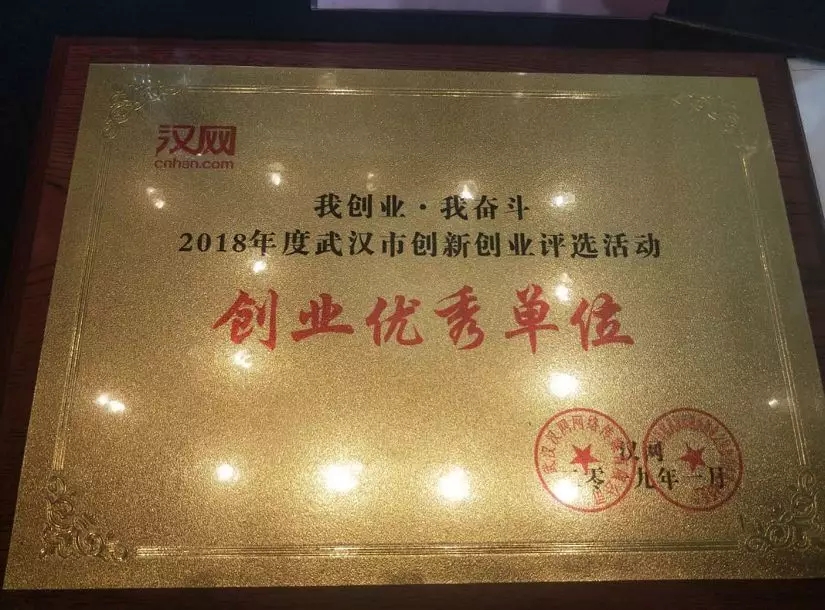 汉网
cnhan.com
我创业·我奋斗
2018年度武汉市创新创业评选活动
创业优秀单位
汉网
二零一九年一月